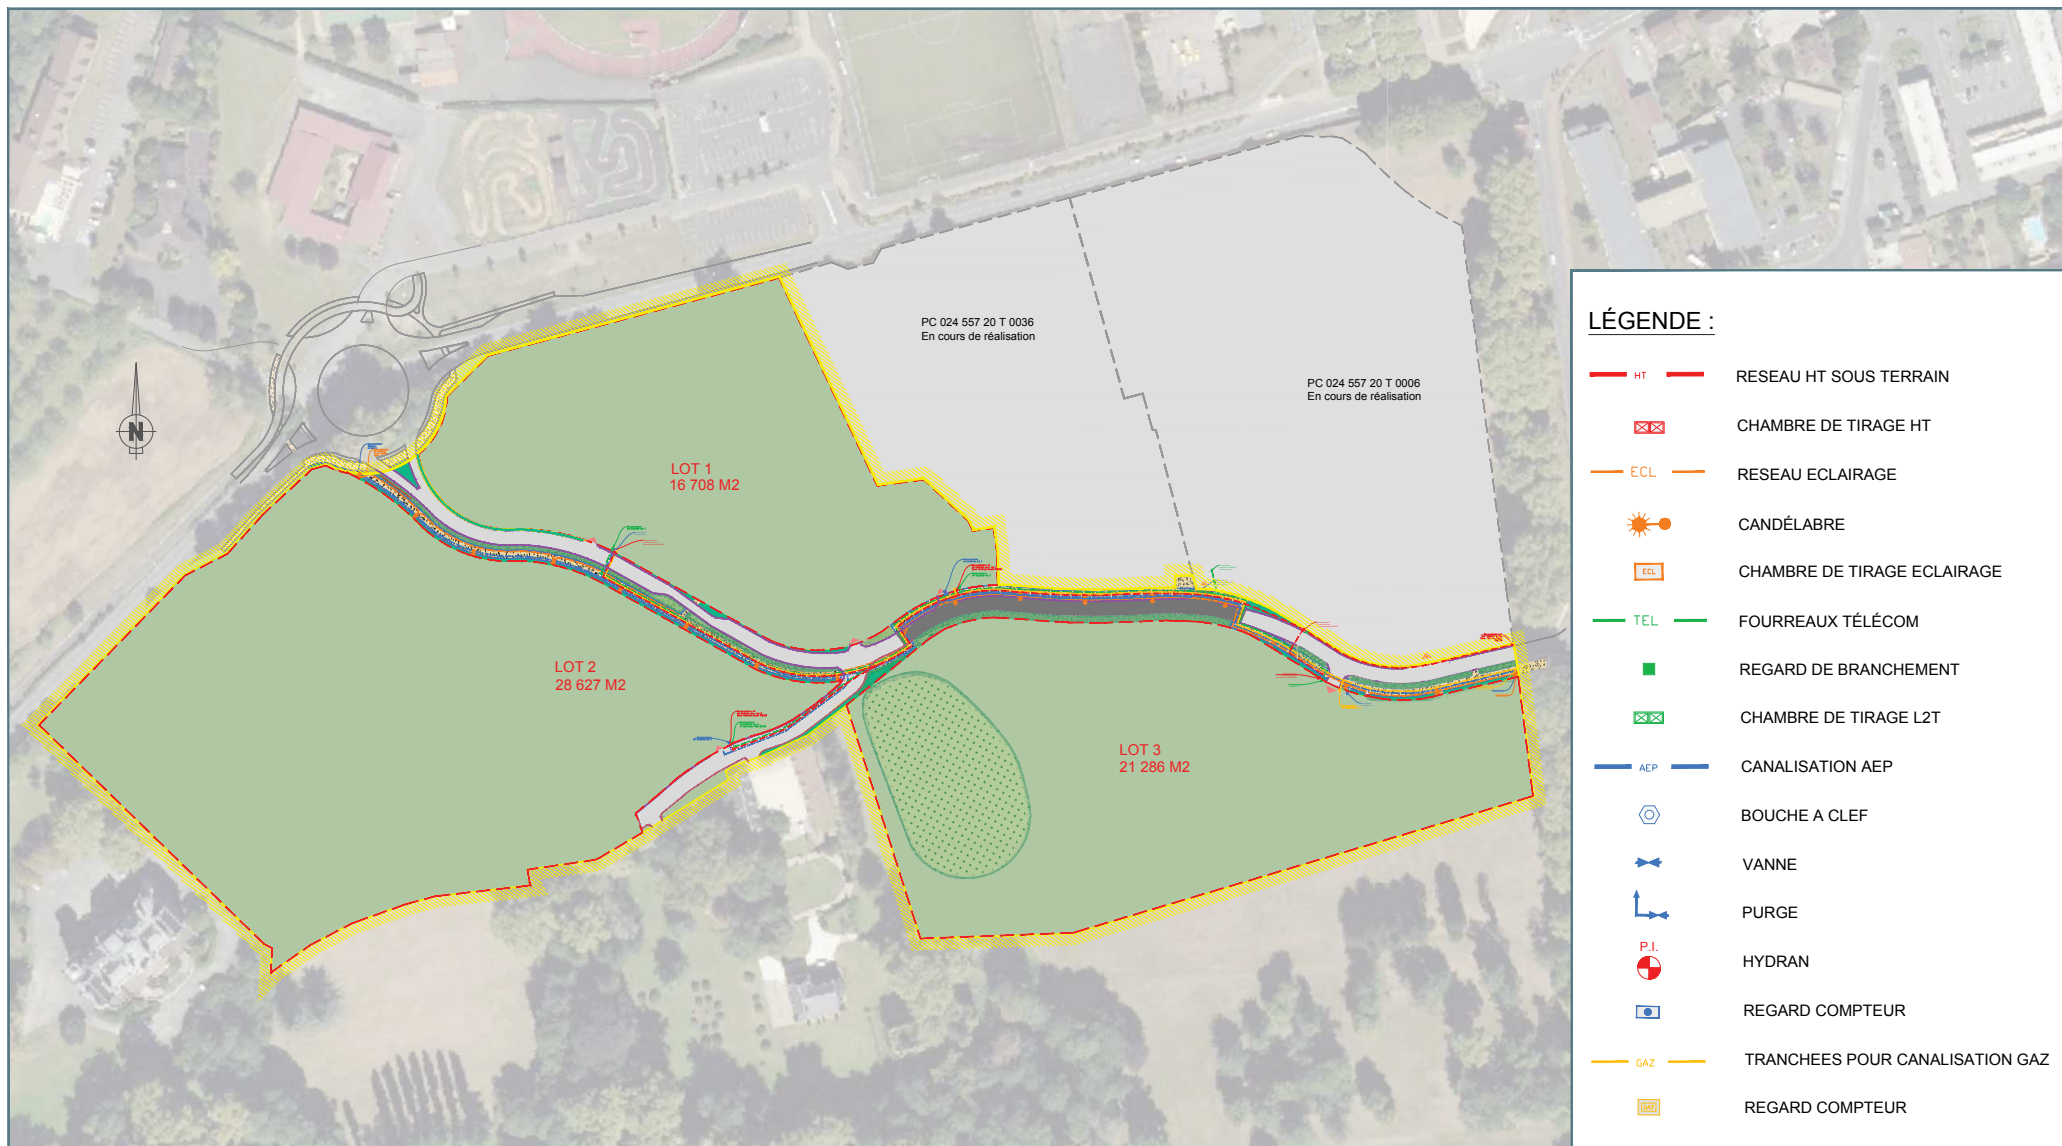 PC 024 557 20 T 0036
En cours de réalisation
PC 024 557 20 T 0006
En cours de réalisation
N
LOT 1
16 708 M2
LOT 2
28 627 M2
LOT 3
21 286 M2
LÉGENDE :
HT RESEAU HT SOUS TERRAIN
CHAMBRE DE TIRAGE HT
ECL RESEAU ECLAIRAGE
CANDÉLABRE
ECL CHAMBRE DE TIRAGE ECLAIRAGE
TEL FOURREAUX TÉLÉCOM
REGARD DE BRANCHEMENT
CHAMBRE DE TIRAGE L2T
AEP CANALISATION AEP
BOUCHE A CLEF
VANNE
PURGE
P.I.
HYDRAN
REGARD COMPTEUR
GAZ TRANCHEES POUR CANALISATION GAZ
GAZ REGARD COMPTEUR